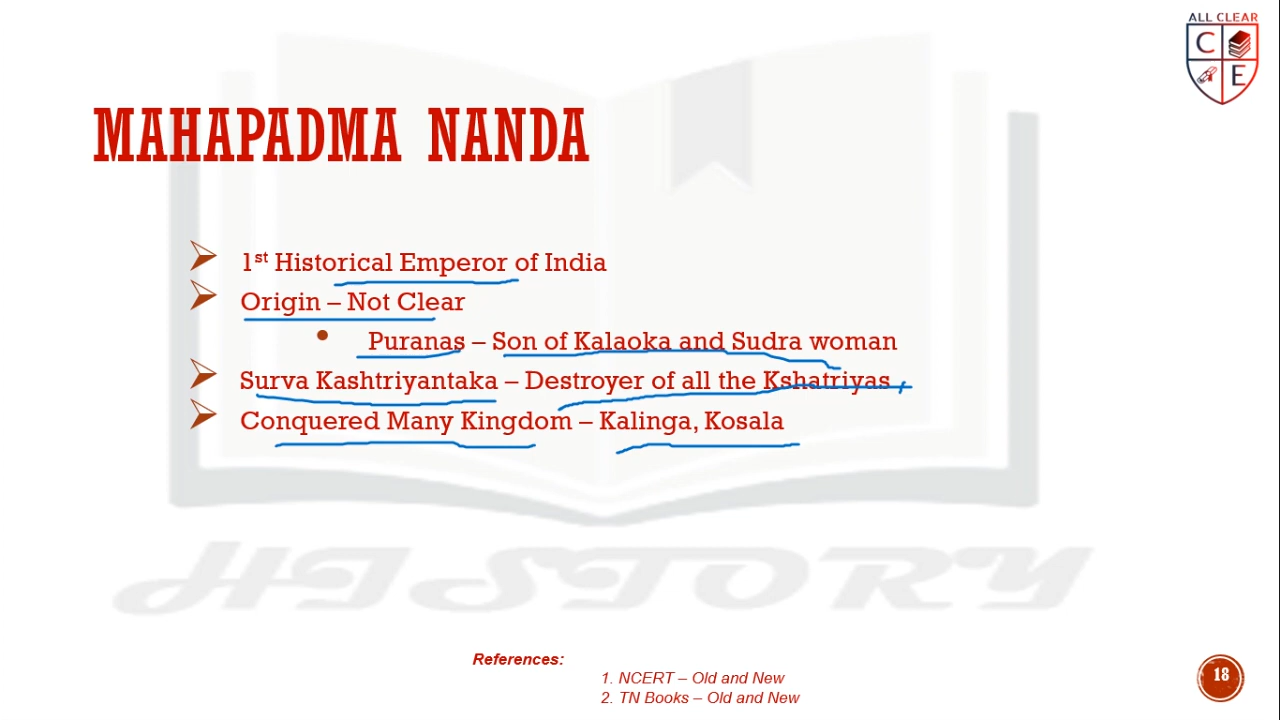 ALL CLEAR
C
E
MAHAPADMA NANDA
1st Historical Emperor of India
Origin – Not Clear
Puranas – Son of Kalaoka and Sudra woman
Surva Kashtriyantaka – Destroyer of all the Kshatriyas
Conquered Many Kingdom – Kalinga, Kosala
HISTORY
References:
1. NCERT – Old and New
2. TN Books – Old and New
18